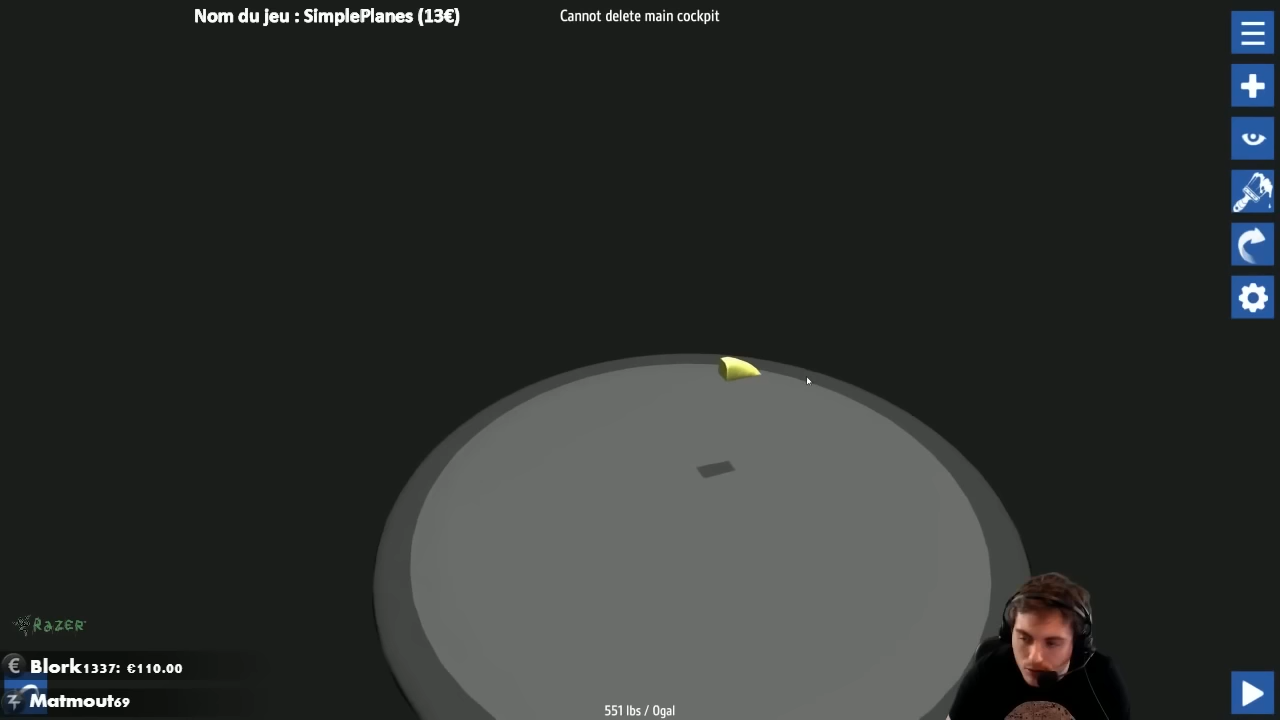 Nom du jeu : SimplePlanes (13€)
Cannot delete main cockpit
RAZER
€ Blork1337: €110.00
Matmout69
551 lbs / 0gal